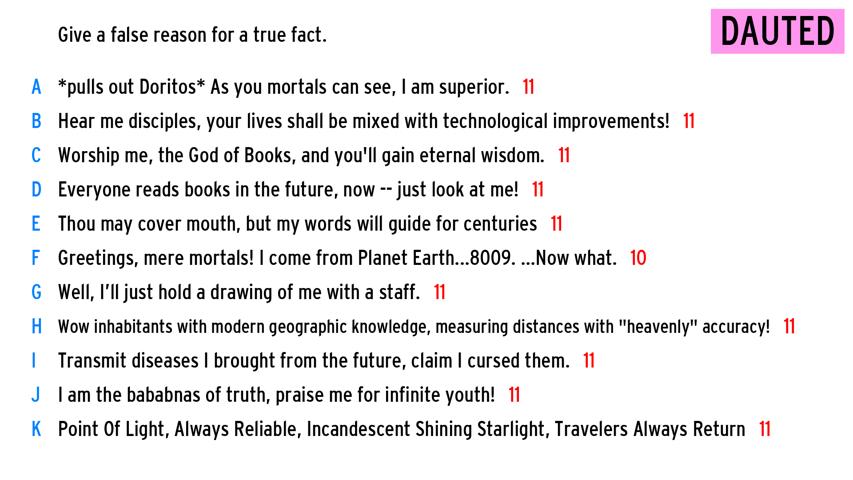 Give a false reason for a true fact.
DAUTED
A *pulls out Doritos* As you mortals can see, I am superior. 11
B Hear me disciples, your lives shall be mixed with technological improvements! 11
C Worship me, the God of Books, and you'll gain eternal wisdom. 11
D Everyone reads books in the future, now -- just look at me! 11
E Thou may cover mouth, but my words will guide for centuries 11
F Greetings, mere mortals! I come from Planet Earth...8009. ...Now what. 10
G Well, I'll just hold a drawing of me with a staff. 11
H Wow inhabitants with modern geographic knowledge, measuring distances with "heavenly" accuracy! 11
I Transmit diseases I brought from the future, claim I cursed them. 11
J I am the bababnas of truth, praise me for infinite youth! 11
K Point Of Light, Always Reliable, Incandescent Shining Starlight, Travelers Always Return 11